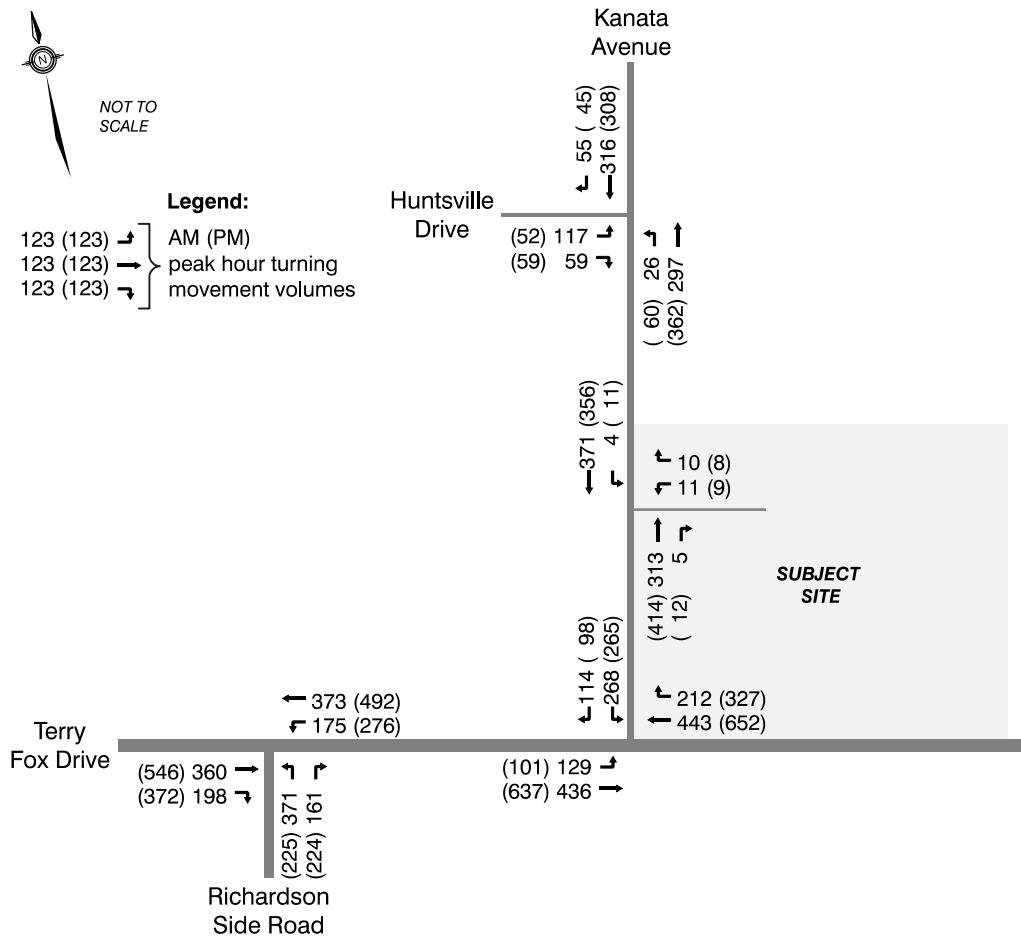 Kanata
Avenue
N
NOT TO
SCALE
55 ( 45)
316 (308)
Legend:
123 (123)
123 (123)
123 (123)
AM (PM)
peak hour turning
movement volumes
Huntsville
Drive
(52) 117
(59) 59
( 60) 26
(362) 297
371 (356)
4 ( 11)
10 (8)
11 (9)
(414) 313
( 12) 5
SUBJECT
SITE
114 ( 98)
268 (265)
212 (327)
443 (652)
373 (492)
175 (276)
Terry
Fox Drive
(546) 360
(372) 198
(225) 371
(224) 161
(101) 129
(637) 436
Richardson
Side Road